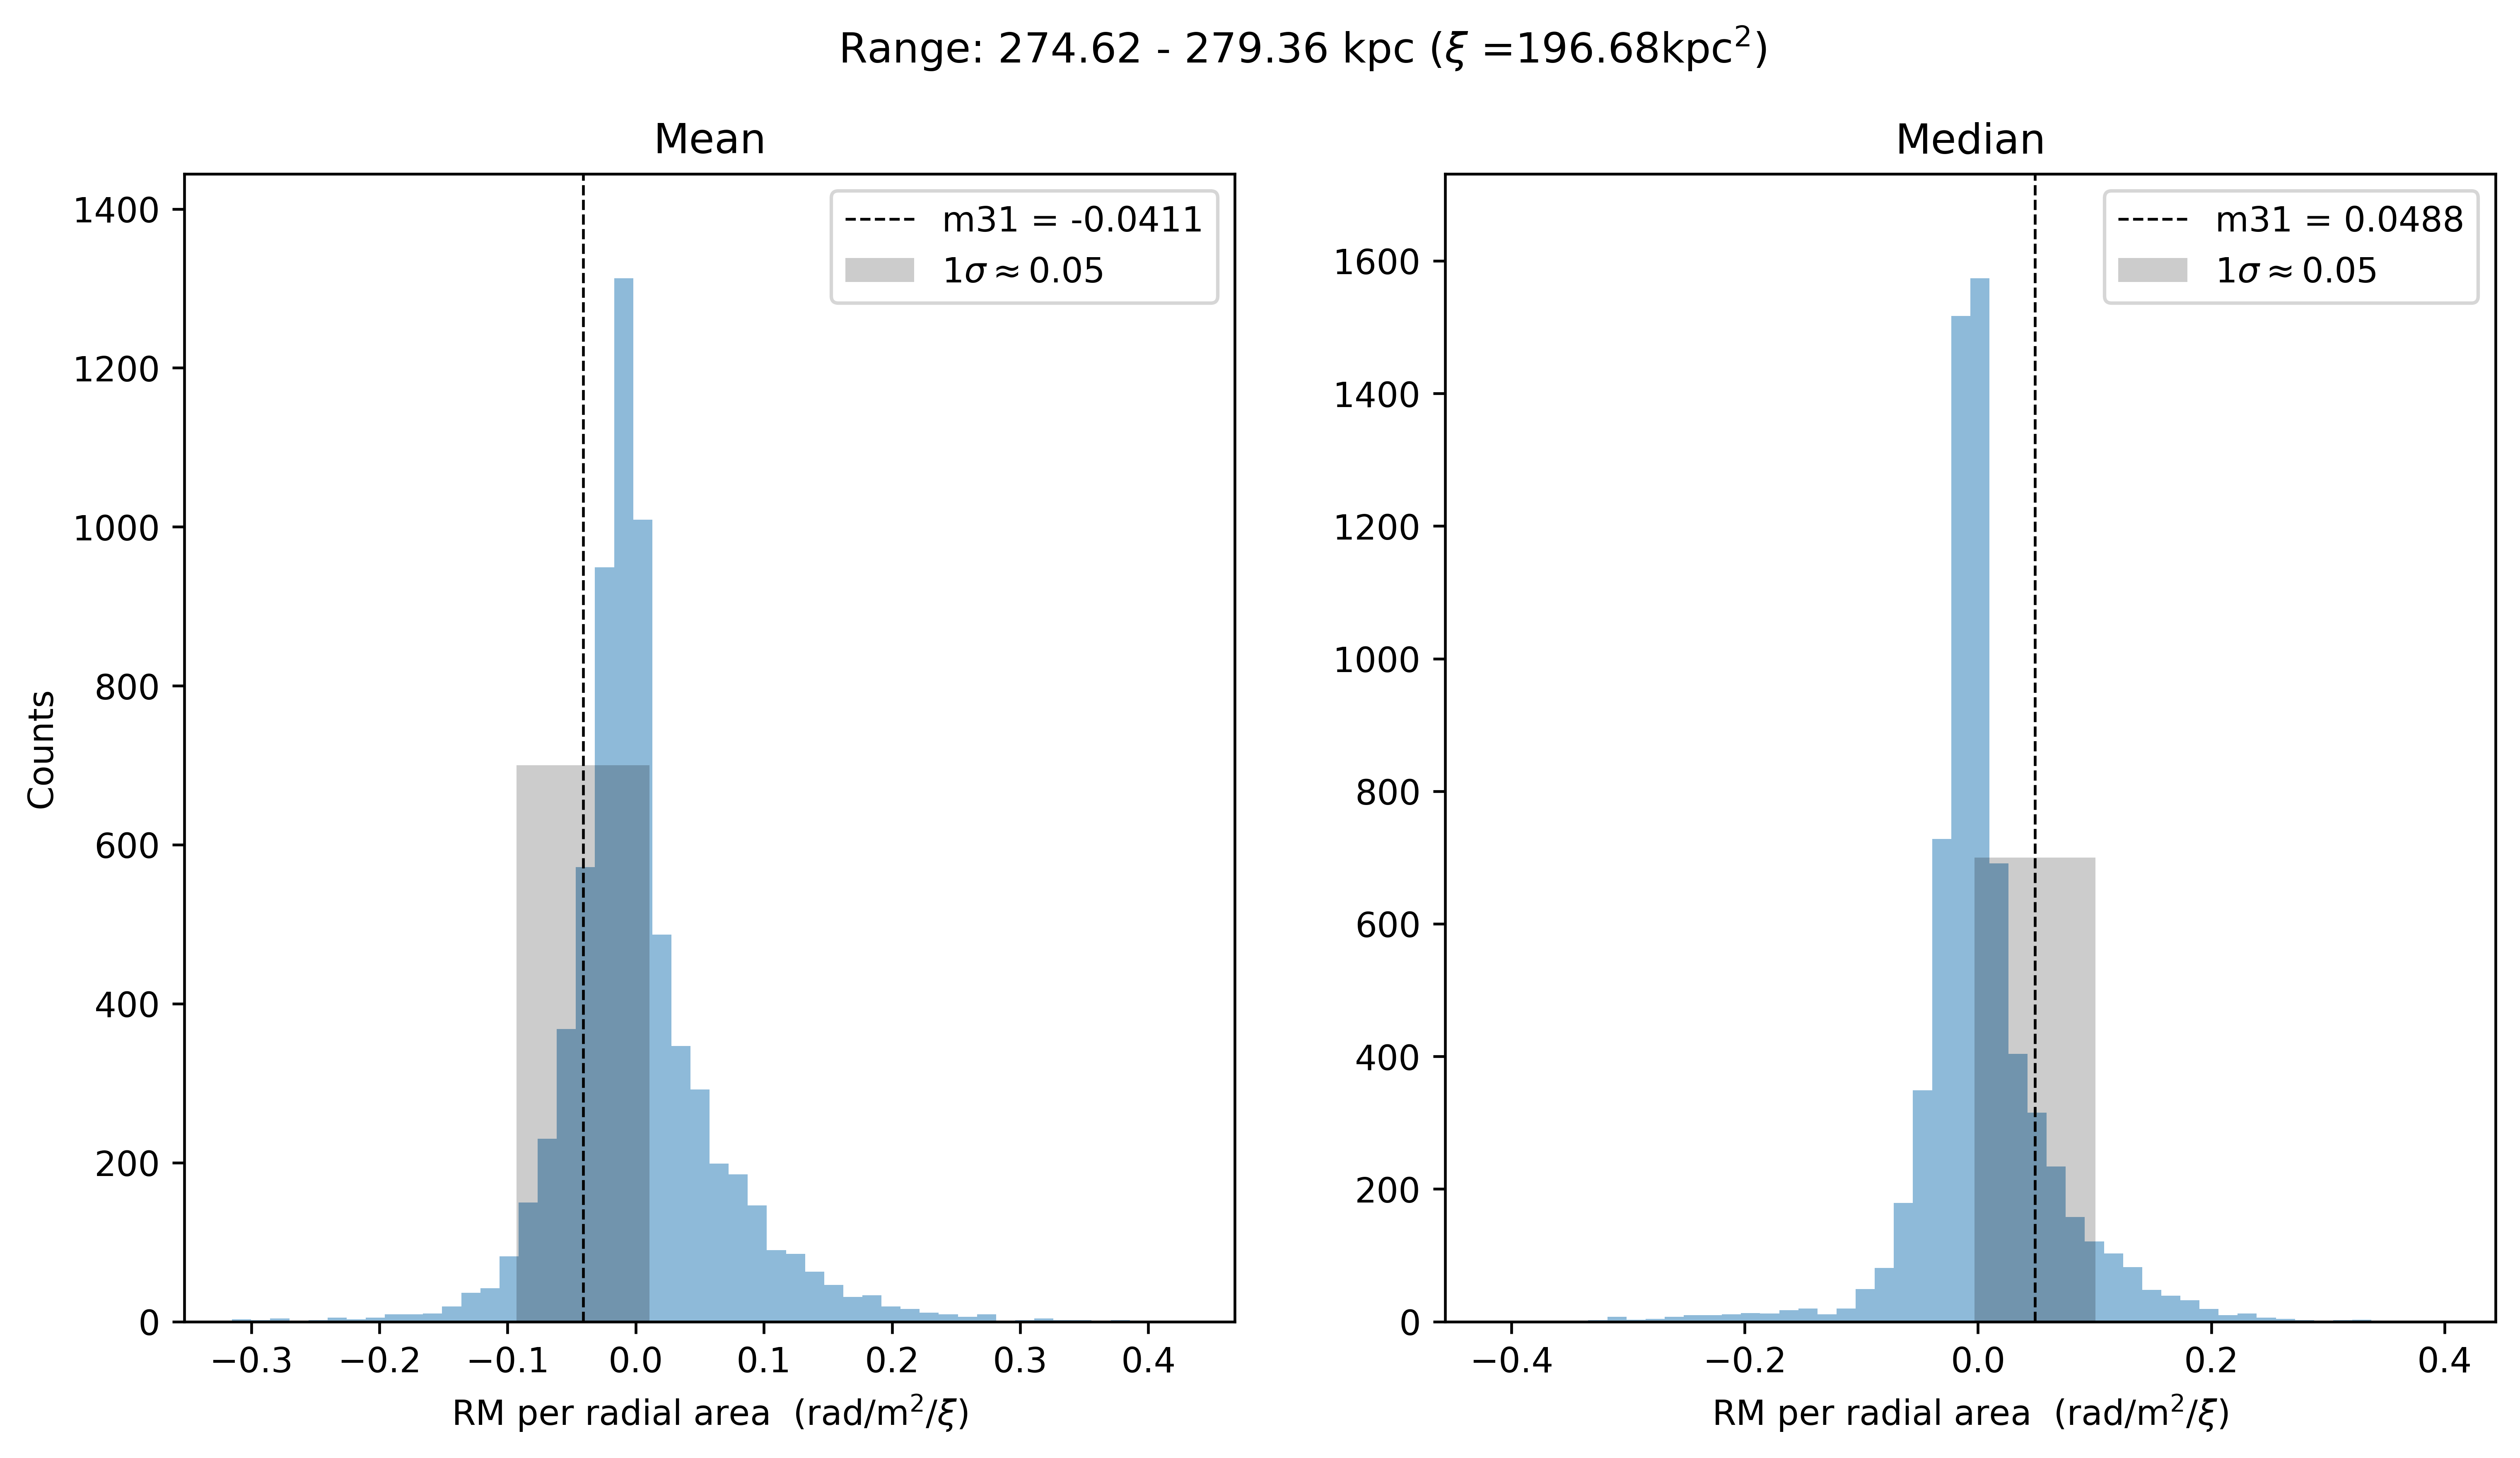 Range: 274.62 - 279.36 kpc (ξ =196.68kpc²)
Mean
m31 = -0.0411
1σ ≈ 0.05
1400
1200
1000
800
600
400
200
0
Counts
−0.3 −0.2 −0.1 0.0 0.1 0.2 0.3 0.4
RM per radial area (rad/m²/ξ)
Median
m31 = 0.0488
1σ ≈ 0.05
1600
1400
1200
1000
800
600
400
200
0
−0.4 −0.2 0.0 0.2 0.4
RM per radial area (rad/m²/ξ)